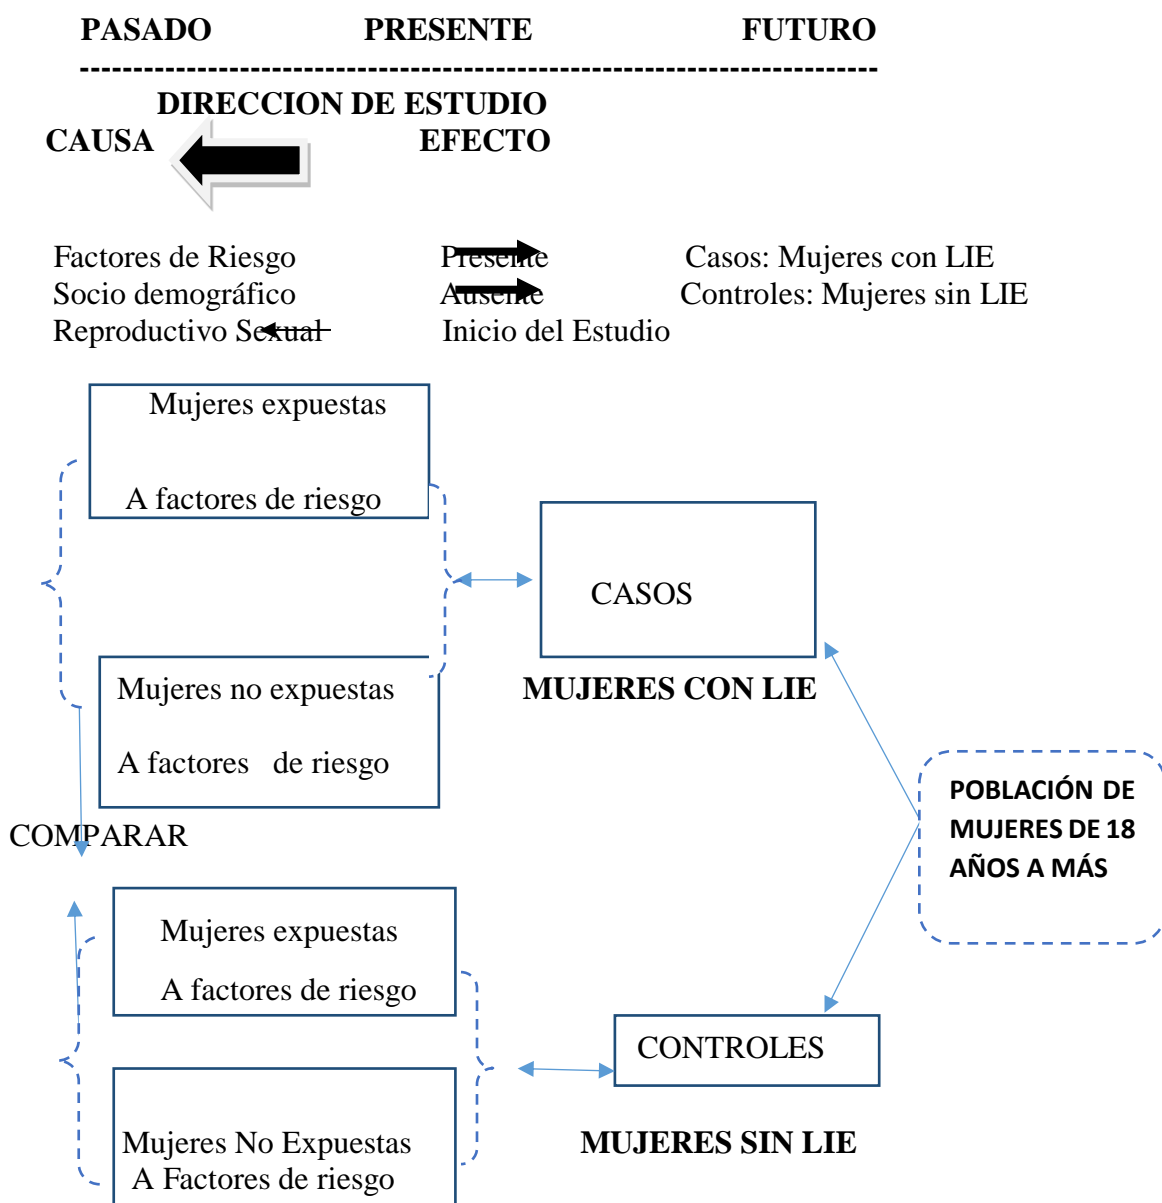 PASADO PRESENTE FUTURO
--------------------------------------------------------------------------
DIRECCION DE ESTUDIO
CAUSA EFECTO
Factores de Riesgo Presente Casos: Mujeres con LIE
Socio demográfico Ausente Controles: Mujeres sin LIE
Reproductivo Sexual Inicio del Estudio
Mujeres expuestas
A factores de riesgo
CASOS
Mujeres no expuestas
A factores de riesgo
MUJERES CON LIE
POBLACIÓN DE
MUJERES DE 18
AÑOS A MÁS
COMPARAR
Mujeres expuestas
A factores de riesgo
CONTROLES
Mujeres No Expuestas
A Factores de riesgo
MUJERES SIN LIE